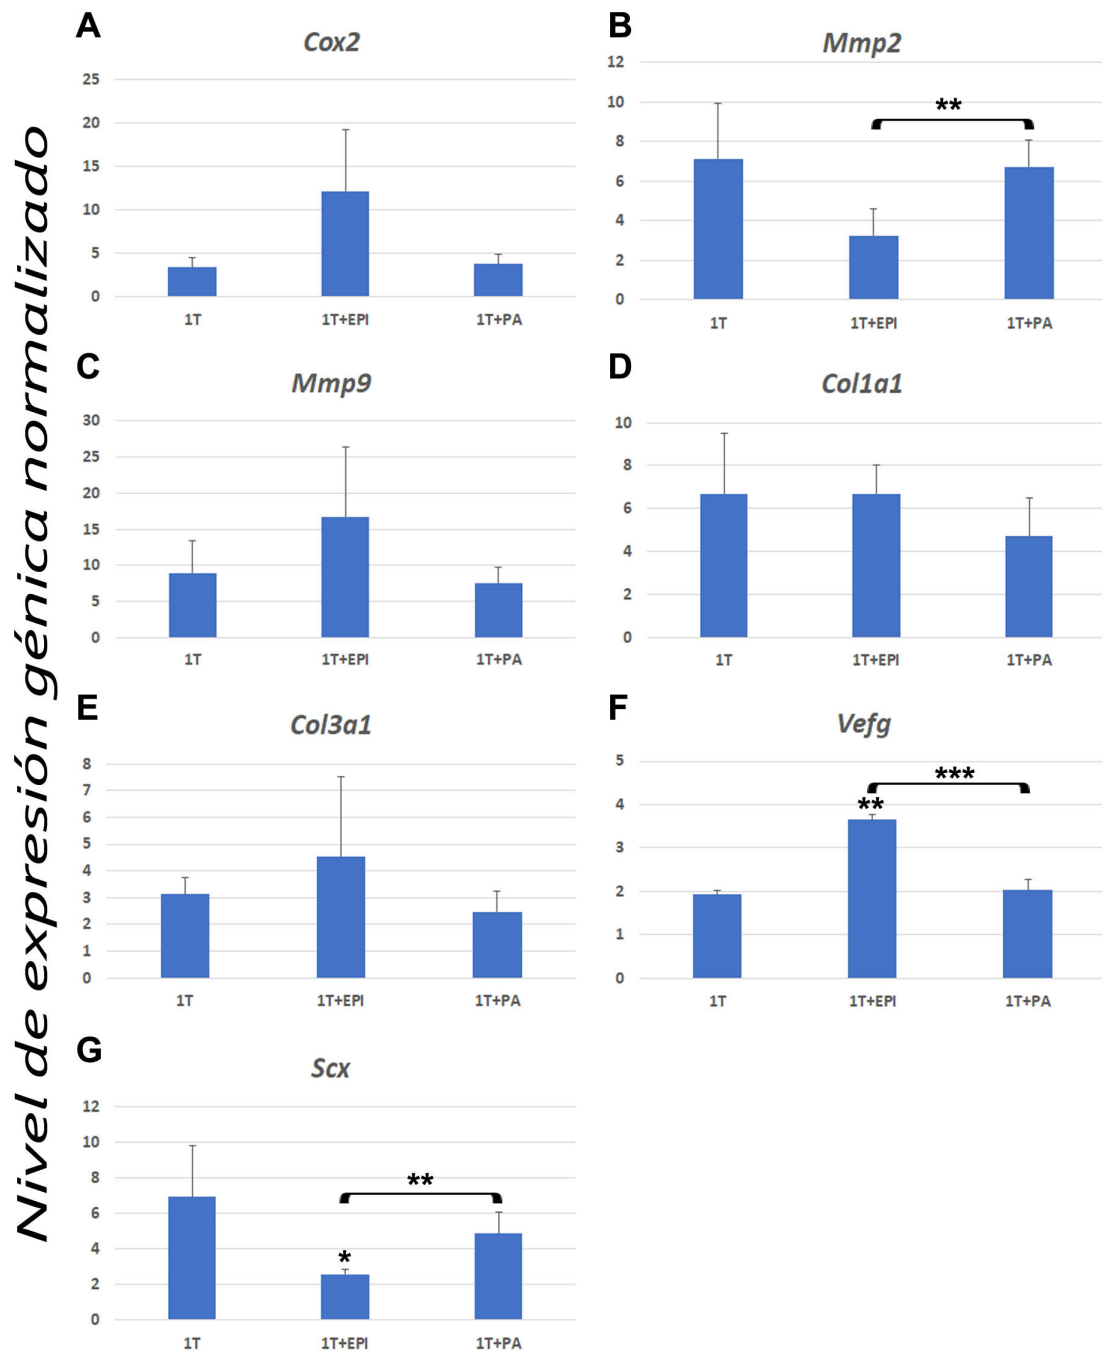 Nivel de expresión génica normalizado
A
Cox2
25
20
15
10
5
0
1T 1T+EPI 1T+PA
B
Mmp2
12
10
8
6
4
2
0
**
1T 1T+EPI 1T+PA
C
Mmp9
30
25
20
15
10
5
0
1T 1T+EPI 1T+PA
D
Col1a1
10
8
6
4
2
0
1T 1T+EPI 1T+PA
E
Col3a1
8
7
6
5
4
3
2
1
0
1T 1T+EPI 1T+PA
F
Vefg
5
4
3
2
1
0
***
**
1T 1T+EPI 1T+PA
G
Scx
12
10
8
6
4
2
0
**
*
1T 1T+EPI 1T+PA